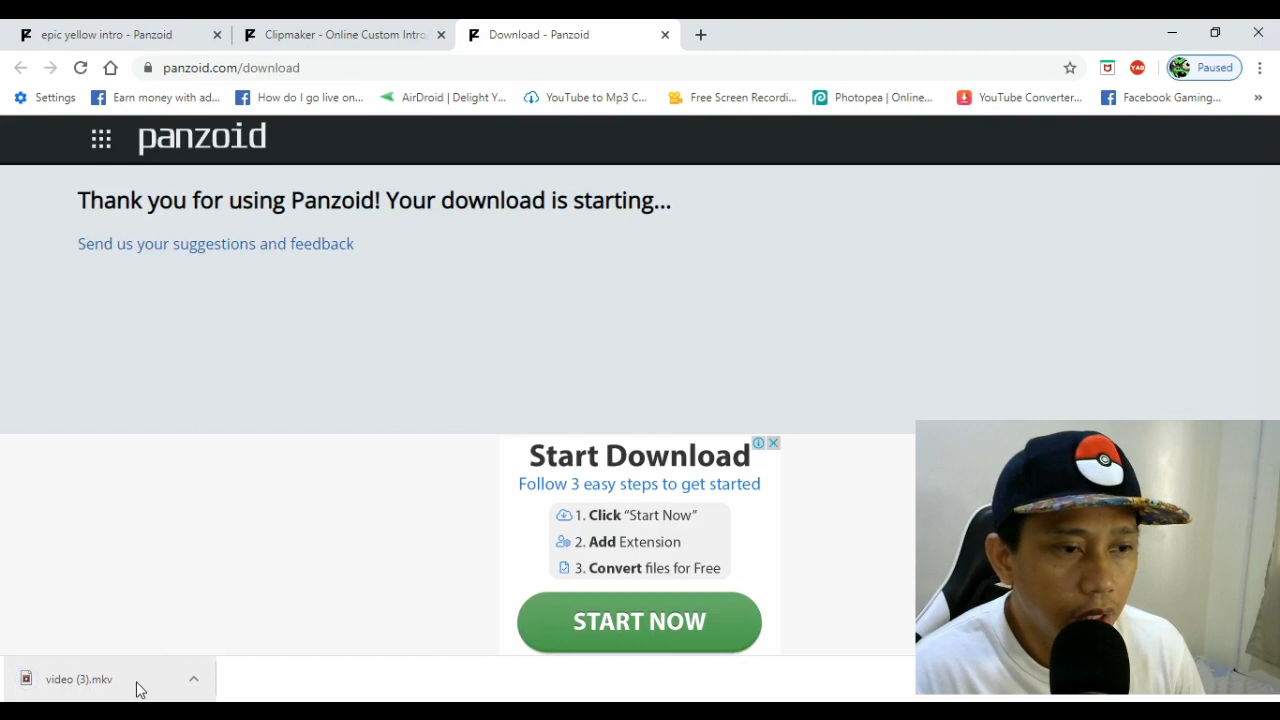 epic yellow intro - Panzoid
Clipmaker - Online Custom Intro
Download - Panzoid
panzoid.com/download
YAB
Paused
Settings
Earn money with ad...
How do I go live on...
AirDroid | Delight Y...
YouTube to Mp3 C...
Free Screen Recordi...
Photopea | Online...
YouTube Converter...
Facebook Gaming...
panzoid
Thank you for using Panzoid! Your download is starting...
Send us your suggestions and feedback
Start Download
Follow 3 easy steps to get started
1. Click "Start Now"
2. Add Extension
3. Convert files for Free
START NOW
video (3).mkv